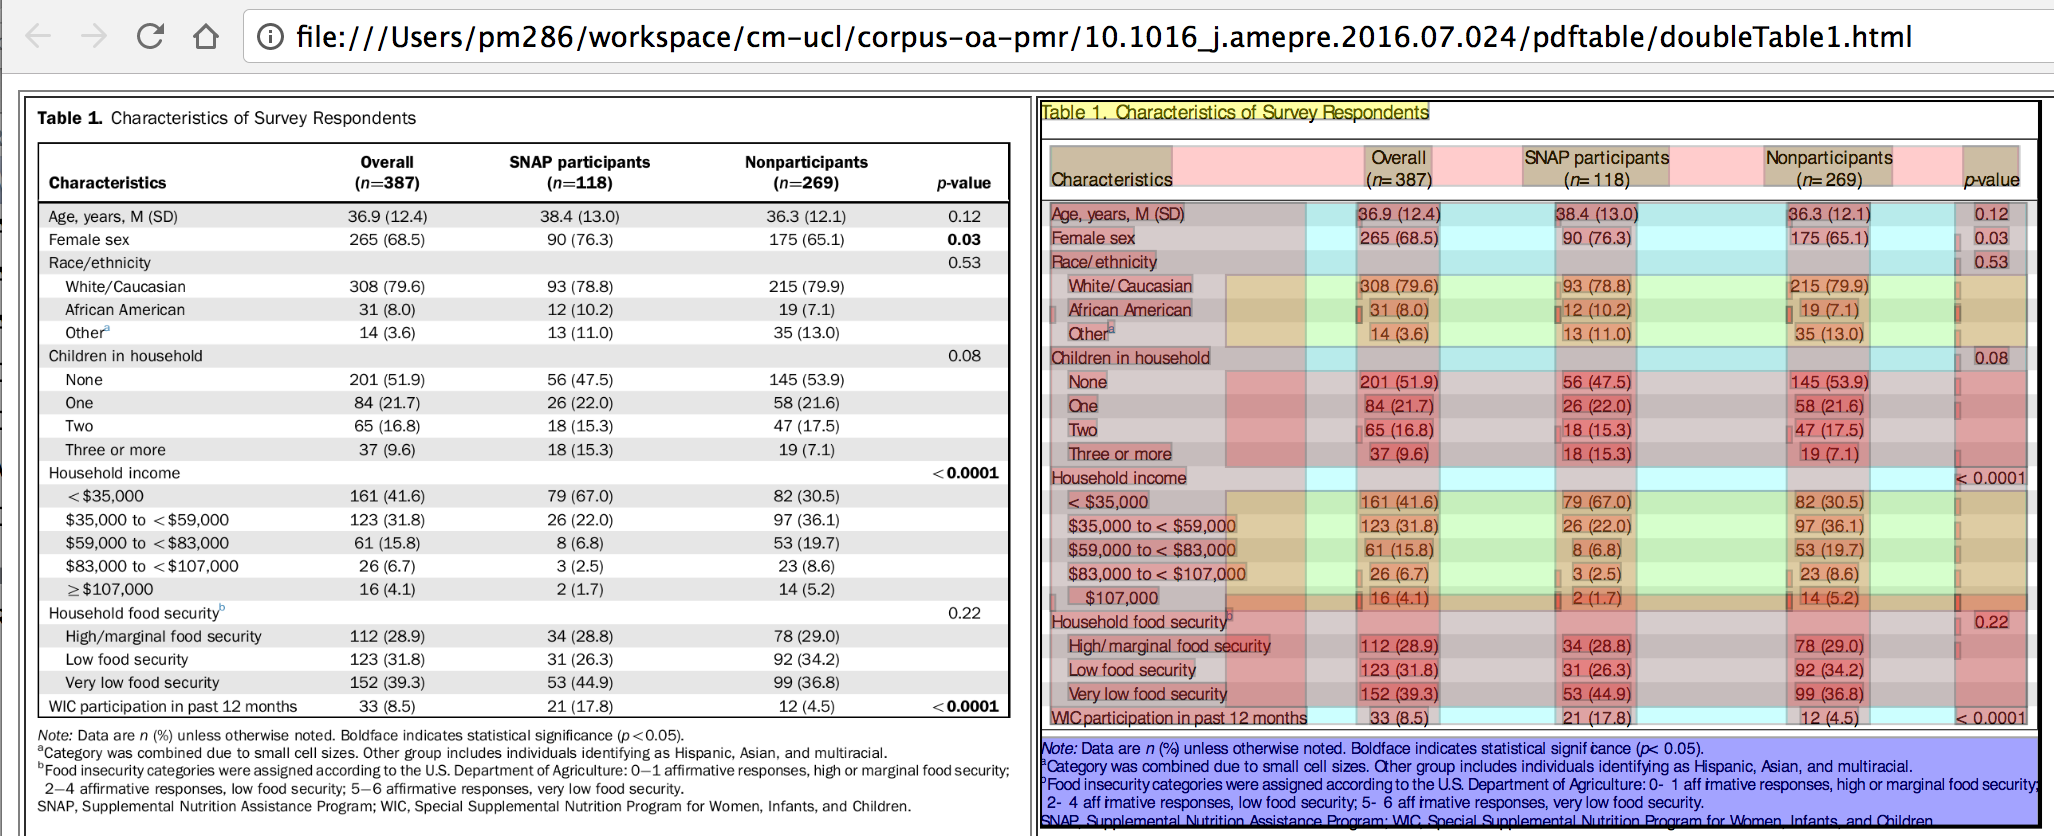 file:///Users/pm286/workspace/cm-ucl/corpus-oa-pmr/10.1016_j.amepre.2016.07.024/pdftable/doubleTable1.html
Table 1. Characteristics of Survey Respondents
Overall SNAP participants Nonparticipants
Characteristics (n=387) (n=118) (n=269) p-value
Age, years, M (SD) 36.9 (12.4) 38.4 (13.0) 36.3 (12.1) 0.12
Female sex 265 (68.5) 90 (76.3) 175 (65.1) 0.03
Race/ethnicity 0.53
White/Caucasian 308 (79.6) 93 (78.8) 215 (79.9)
African American 31 (8.0) 12 (10.2) 19 (7.1)
Otherᵃ 14 (3.6) 13 (11.0) 35 (13.0)
Children in household 0.08
None 201 (51.9) 56 (47.5) 145 (53.9)
One 84 (21.7) 26 (22.0) 58 (21.6)
Two 65 (16.8) 18 (15.3) 47 (17.5)
Three or more 37 (9.6) 18 (15.3) 19 (7.1)
Household income <0.0001
<$35,000 161 (41.6) 79 (67.0) 82 (30.5)
$35,000 to <$59,000 123 (31.8) 26 (22.0) 97 (36.1)
$59,000 to <$83,000 61 (15.8) 8 (6.8) 53 (19.7)
$83,000 to <$107,000 26 (6.7) 3 (2.5) 23 (8.6)
≥$107,000 16 (4.1) 2 (1.7) 14 (5.2)
Household food securityᵇ 0.22
High/marginal food security 112 (28.9) 34 (28.8) 78 (29.0)
Low food security 123 (31.8) 31 (26.3) 92 (34.2)
Very low food security 152 (39.3) 53 (44.9) 99 (36.8)
WIC participation in past 12 months 33 (8.5) 21 (17.8) 12 (4.5) <0.0001
Note: Data are n (%) unless otherwise noted. Boldface indicates statistical significance (p<0.05).
ᵃCategory was combined due to small cell sizes. Other group includes individuals identifying as Hispanic, Asian, and multiracial.
ᵇFood insecurity categories were assigned according to the U.S. Department of Agriculture: 0–1 affirmative responses, high or marginal food security;
2–4 affirmative responses, low food security; 5–6 affirmative responses, very low food security.
SNAP, Supplemental Nutrition Assistance Program; WIC, Special Supplemental Nutrition Program for Women, Infants, and Children.
Table 1. Characteristics of Survey Respondents
Overall SNAP participants Nonparticipants
Characteristics (n= 387) (n= 118) (n= 269) p-value
Age, years, M (SD) 36.9 (12.4) 38.4 (13.0) 36.3 (12.1) 0.12
Female sex 265 (68.5) 90 (76.3) 175 (65.1) 0.03
Race/ethnicity 0.53
White/Caucasian 308 (79.6) 93 (78.8) 215 (79.9)
African American 31 (8.0) 12 (10.2) 19 (7.1)
Otherᵃ 14 (3.6) 13 (11.0) 35 (13.0)
Children in household 0.08
None 201 (51.9) 56 (47.5) 145 (53.9)
One 84 (21.7) 26 (22.0) 58 (21.6)
Two 65 (16.8) 18 (15.3) 47 (17.5)
Three or more 37 (9.6) 18 (15.3) 19 (7.1)
Household income < 0.0001
< $35,000 161 (41.6) 79 (67.0) 82 (30.5)
$35,000 to < $59,000 123 (31.8) 26 (22.0) 97 (36.1)
$59,000 to < $83,000 61 (15.8) 8 (6.8) 53 (19.7)
$83,000 to < $107,000 26 (6.7) 3 (2.5) 23 (8.6)
$107,000 16 (4.1) 2 (1.7) 14 (5.2)
Household food securityᵇ 0.22
High/marginal food security 112 (28.9) 34 (28.8) 78 (29.0)
Low food security 123 (31.8) 31 (26.3) 92 (34.2)
Very low food security 152 (39.3) 53 (44.9) 99 (36.8)
WIC participation in past 12 months 33 (8.5) 21 (17.8) 12 (4.5) < 0.0001
Note: Data are n (%) unless otherwise noted. Boldface indicates statistical signif icance (p< 0.05).
ᵃCategory was combined due to small cell sizes. Other group includes individuals identifying as Hispanic, Asian, and multiracial.
ᵇFood insecurity categories were assigned according to the U.S. Department of Agriculture: 0- 1 aff irmative responses, high or marginal food security;
2- 4 aff irmative responses, low food security; 5- 6 aff irmative responses, very low food security.
SNAP, Supplemental Nutrition Assistance Program; WIC, Special Supplemental Nutrition Program for Women, Infants, and Children.